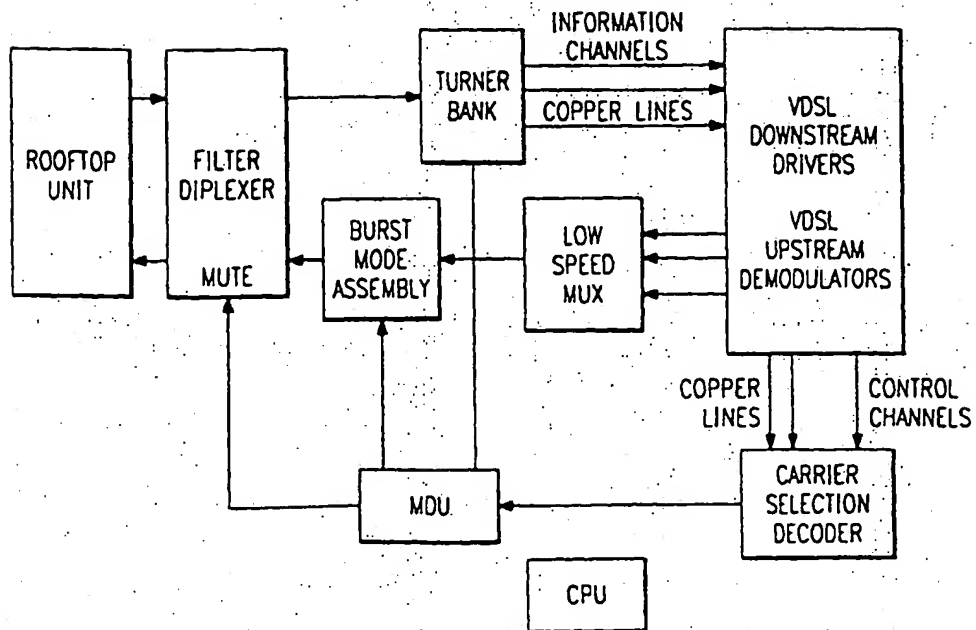 INFORMATION
CHANNELS
TURNER
BANK
COPPER LINES
ROOFTOP
UNIT
FILTER
DIPLEXER
MUTE
VDSL
DOWNSTREAM
DRIVERS
VDSL
UPSTREAM
DEMODULATORS
BURST
MODE
ASSEMBLY
LOW
SPEED
MUX
COPPER
LINES
CONTROL
CHANNELS
MDU
CARRIER
SELECTION
DECODER
CPU